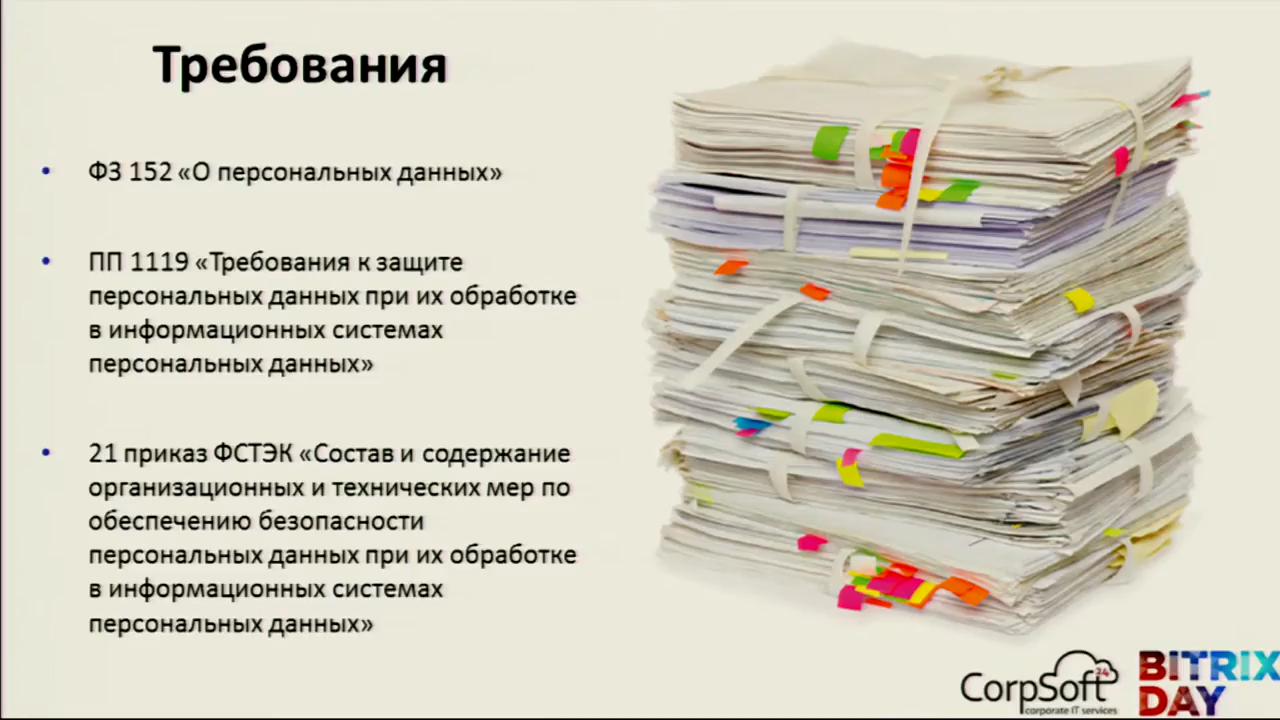 Требования
• ФЗ 152 «О персональных данных»
• ПП 1119 «Требования к защите
персональных данных при их обработке
в информационных системах
персональных данных»
• 21 приказ ФСТЭК «Состав и содержание
организационных и технических мер по
обеспечению безопасности
персональных данных при их обработке
в информационных системах
персональных данных»
CorpSoft 24
corporate IT services
BITRIX
DAY